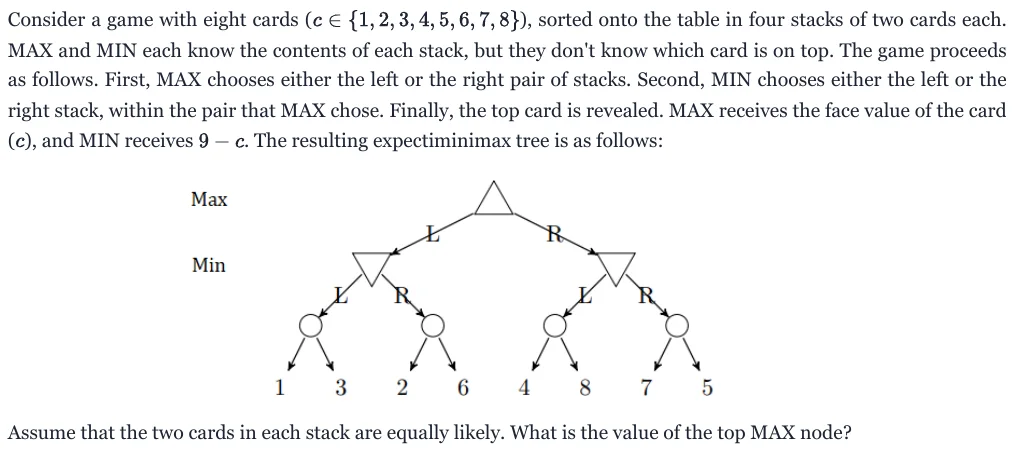 Consider a game with eight cards (c ∈ {1, 2, 3, 4, 5, 6, 7, 8}), sorted onto the table in four stacks of two cards each.
MAX and MIN each know the contents of each stack, but they don't know which card is on top. The game proceeds
as follows. First, MAX chooses either the left or the right pair of stacks. Second, MIN chooses either the left or the
right stack, within the pair that MAX chose. Finally, the top card is revealed. MAX receives the face value of the card
(c), and MIN receives 9 − c. The resulting expectiminimax tree is as follows:
Max
L R
Min
L R L R
1 3 2 6 4 8 7 5
Assume that the two cards in each stack are equally likely. What is the value of the top MAX node?